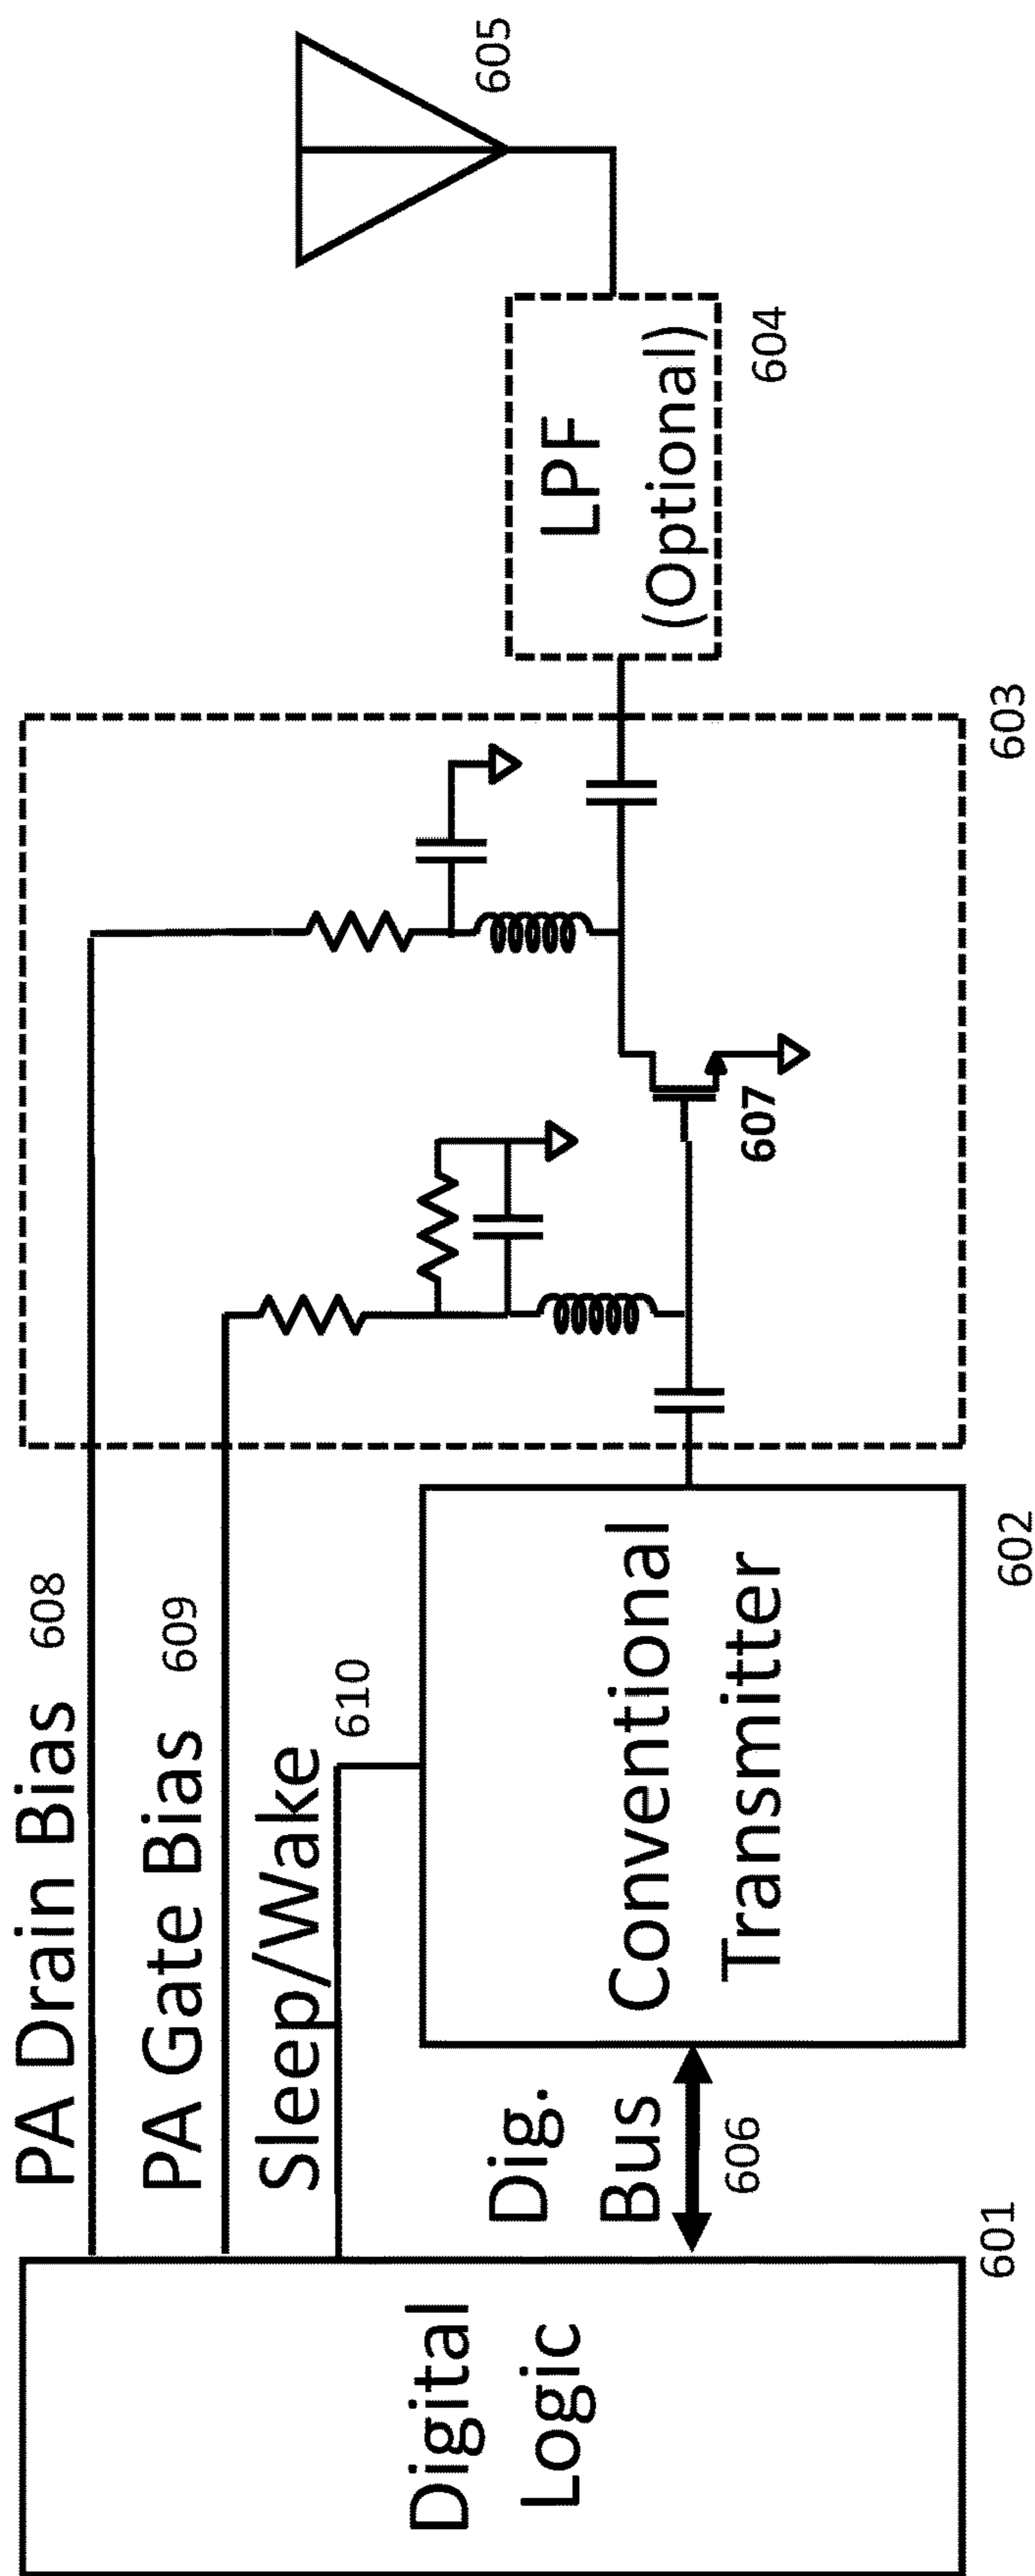 PA Drain Bias 608
PA Gate Bias 609
Sleep/Wake
610
Digital
Logic
601
Dig.
Bus
606
Conventional
Transmitter
602
607
603
LPF
(Optional)
604
605